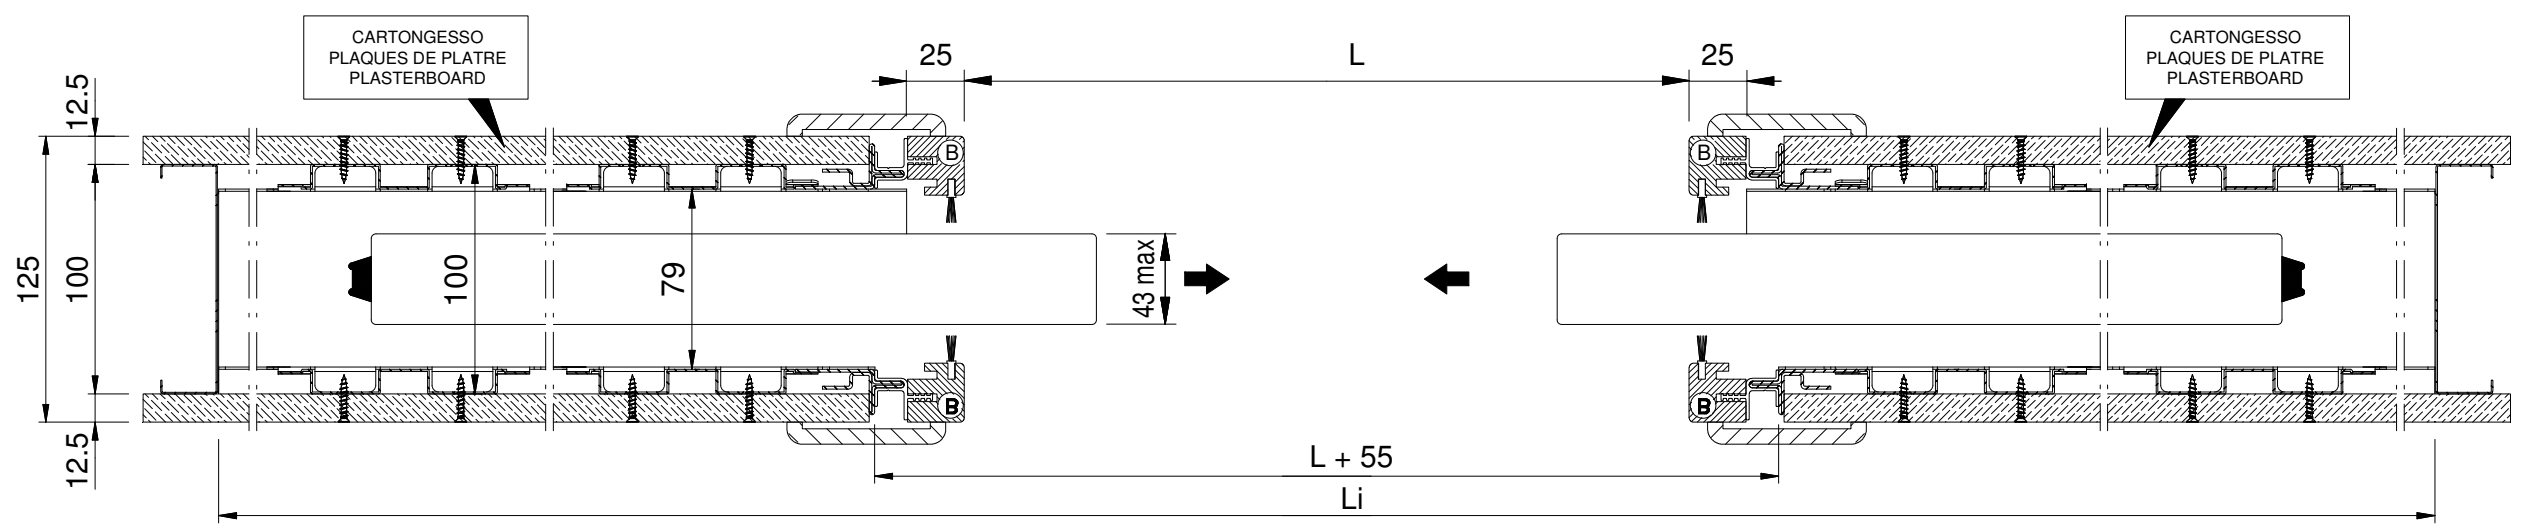 CARTONGESSO
PLAQUES DE PLATRE
PLASTERBOARD
25
L
25
CARTONGESSO
PLAQUES DE PLATRE
PLASTERBOARD
12.5
B
B
125
100
100
79
43 max
B
B
12.5
L + 55
Li